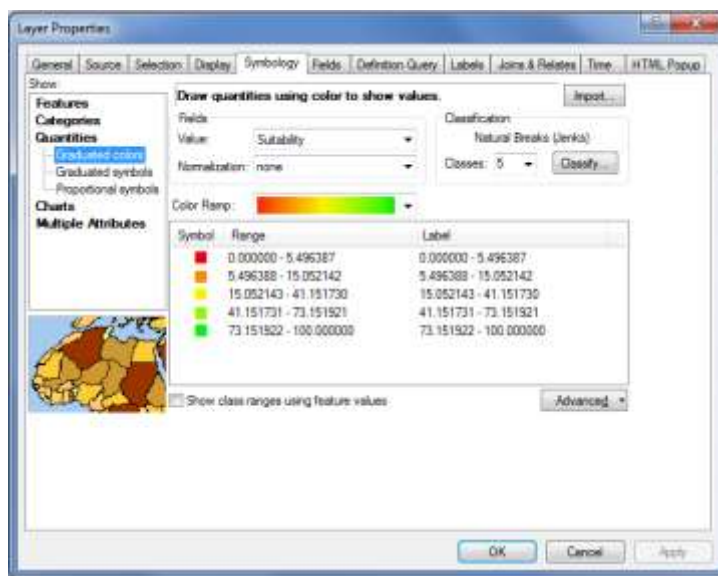 Layer Properties
General Source Selection Display Symbology Fields Definition Query Labels Joins & Relates Time HTML Popup
Show:
Features
Categories
Quantities
Graduated colors
Graduated symbols
Proportional symbols
Charts
Multiple Attributes
Draw quantities using color to show values.
Import...
Fields
Value: Suitability
Normalization: none
Classification
Natural Breaks (Jenks)
Classes: 5 Classify...
Color Ramp:
Symbol Range Label
0.000000 - 5.496387 0.000000 - 5.496387
5.496388 - 15.052142 5.496388 - 15.052142
15.052143 - 41.151730 15.052143 - 41.151730
41.151731 - 73.151921 41.151731 - 73.151921
73.151922 - 100.000000 73.151922 - 100.000000
Show class ranges using feature values
Advanced
OK Cancel Apply